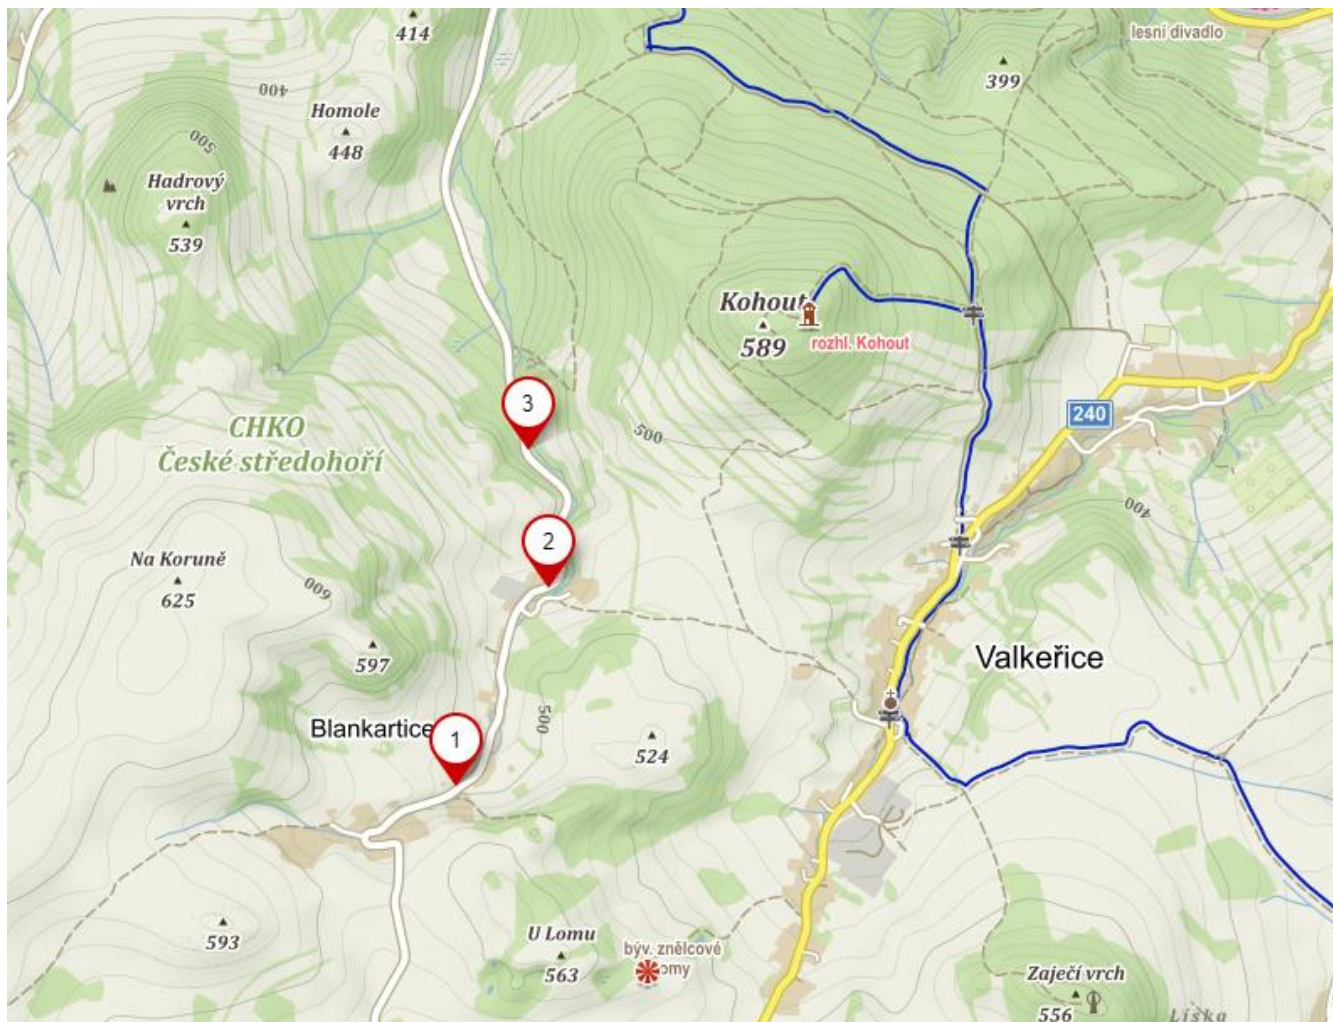 414
lesní divadlo
399
400
Homole
448
500
Hadrový
vrch
539
Kohout
589
rozhl. Kohout
240
3
CHKO
České středohoří
500
400
2
Na Koruně
625
600
597
Valkeřice
Blankartice
1
500
524
593
U Lomu
563
býv. znělcové
omy
Zaječí vrch
556
Líška